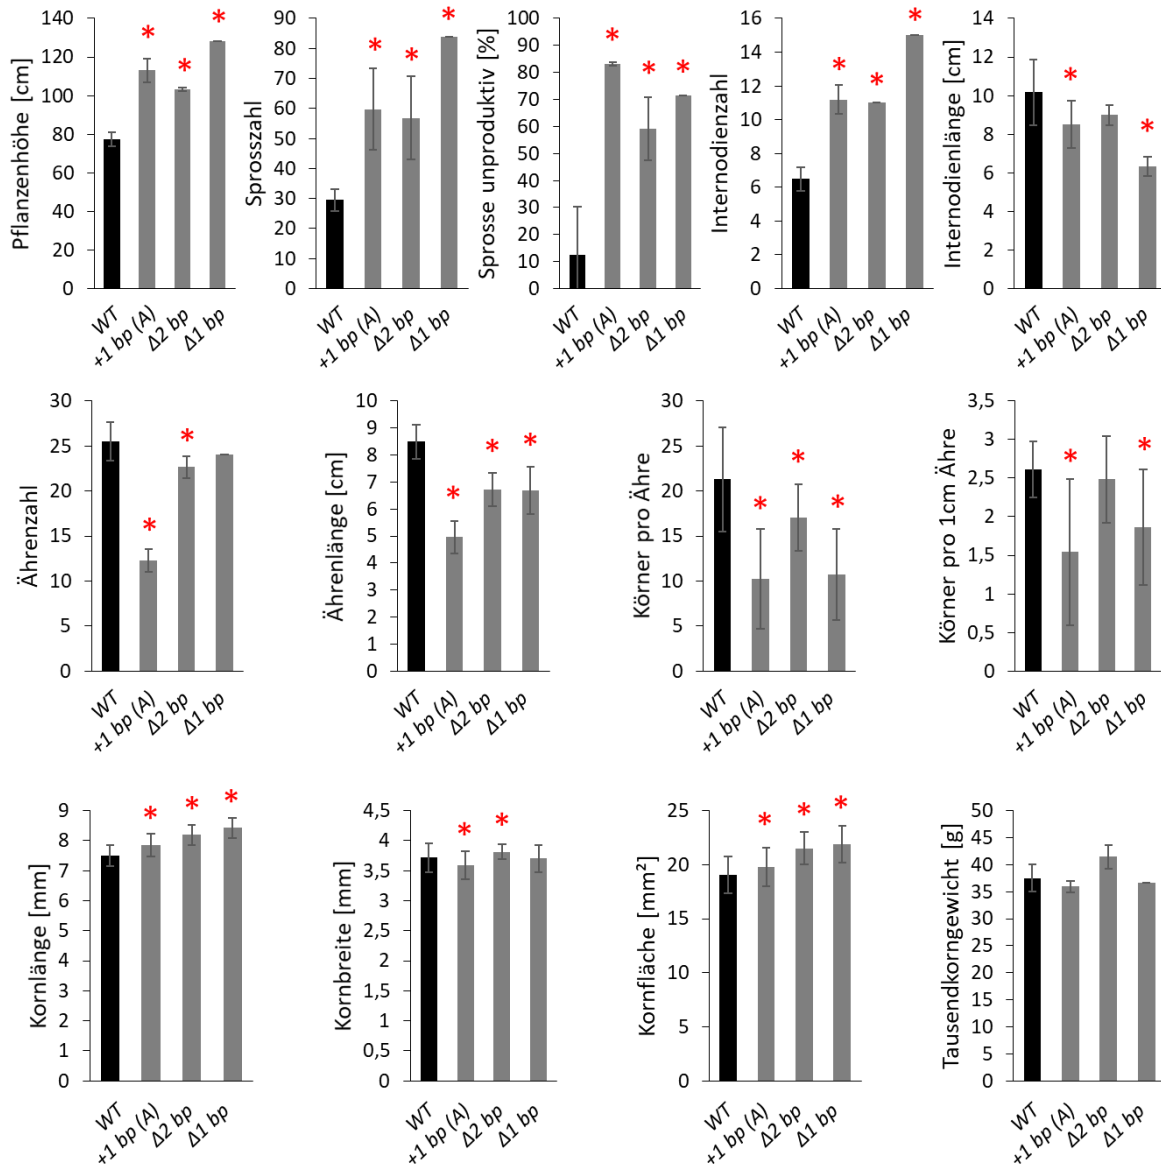 Pflanzenhöhe [cm]
140
120
100
80
60
40
20
0
* * *
WT
+1 bp (A)
Δ2 bp
Δ1 bp
Sprosszahl
90
80
70
60
50
40
30
20
10
0
* * *
WT
+1 bp (A)
Δ2 bp
Δ1 bp
Sprosse unproduktiv [%]
100
90
80
70
60
50
40
30
20
10
0
* * *
WT
+1 bp (A)
Δ2 bp
Δ1 bp
Internodienzahl
16
14
12
10
8
6
4
2
0
* * *
WT
+1 bp (A)
Δ2 bp
Δ1 bp
Internodienlänge [cm]
14
12
10
8
6
4
2
0
* *
WT
+1 bp (A)
Δ2 bp
Δ1 bp
Ährenzahl
30
25
20
15
10
5
0
* *
WT
+1 bp (A)
Δ2 bp
Δ1 bp
Ährenlänge [cm]
10
9
8
7
6
5
4
3
2
1
0
* * *
WT
+1 bp (A)
Δ2 bp
Δ1 bp
Körner pro Ähre
30
25
20
15
10
5
0
* * *
WT
+1 bp (A)
Δ2 bp
Δ1 bp
Körner pro 1cm Ähre
3,5
3
2,5
2
1,5
1
0,5
0
* *
WT
+1 bp (A)
Δ2 bp
Δ1 bp
Kornlänge [mm]
9
8
7
6
5
4
3
2
1
0
* * *
WT
+1 bp (A)
Δ2 bp
Δ1 bp
Kornbreite [mm]
4,5
4
3,5
3
2,5
2
1,5
1
0,5
0
* *
WT
+1 bp (A)
Δ2 bp
Δ1 bp
Kornfläche [mm²]
25
20
15
10
5
0
* * *
WT
+1 bp (A)
Δ2 bp
Δ1 bp
Tausendkorngewicht [g]
50
45
40
35
30
25
20
15
10
5
0
WT
+1 bp (A)
Δ2 bp
Δ1 bp